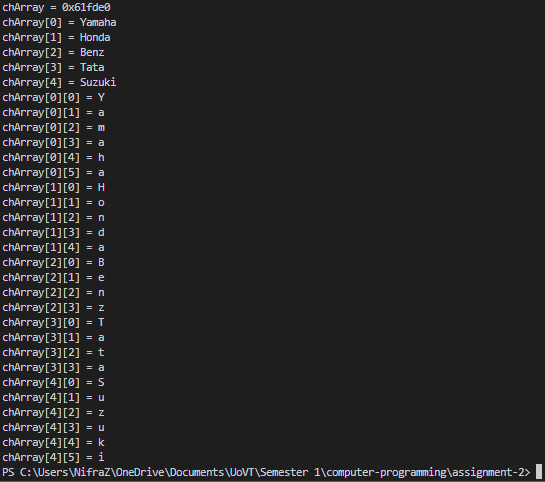 chArray = 0x61fde0
chArray[0] = Yamaha
chArray[1] = Honda
chArray[2] = Benz
chArray[3] = Tata
chArray[4] = Suzuki
chArray[0][0] = Y
chArray[0][1] = a
chArray[0][2] = m
chArray[0][3] = a
chArray[0][4] = h
chArray[0][5] = a
chArray[1][0] = H
chArray[1][1] = o
chArray[1][2] = n
chArray[1][3] = d
chArray[1][4] = a
chArray[2][0] = B
chArray[2][1] = e
chArray[2][2] = n
chArray[2][3] = z
chArray[3][0] = T
chArray[3][1] = a
chArray[3][2] = t
chArray[3][3] = a
chArray[4][0] = S
chArray[4][1] = u
chArray[4][2] = z
chArray[4][3] = u
chArray[4][4] = k
chArray[4][5] = i
PS C:\Users\NifraZ\OneDrive\Documents\UoVT\Semester 1\computer-programming\assignment-2>